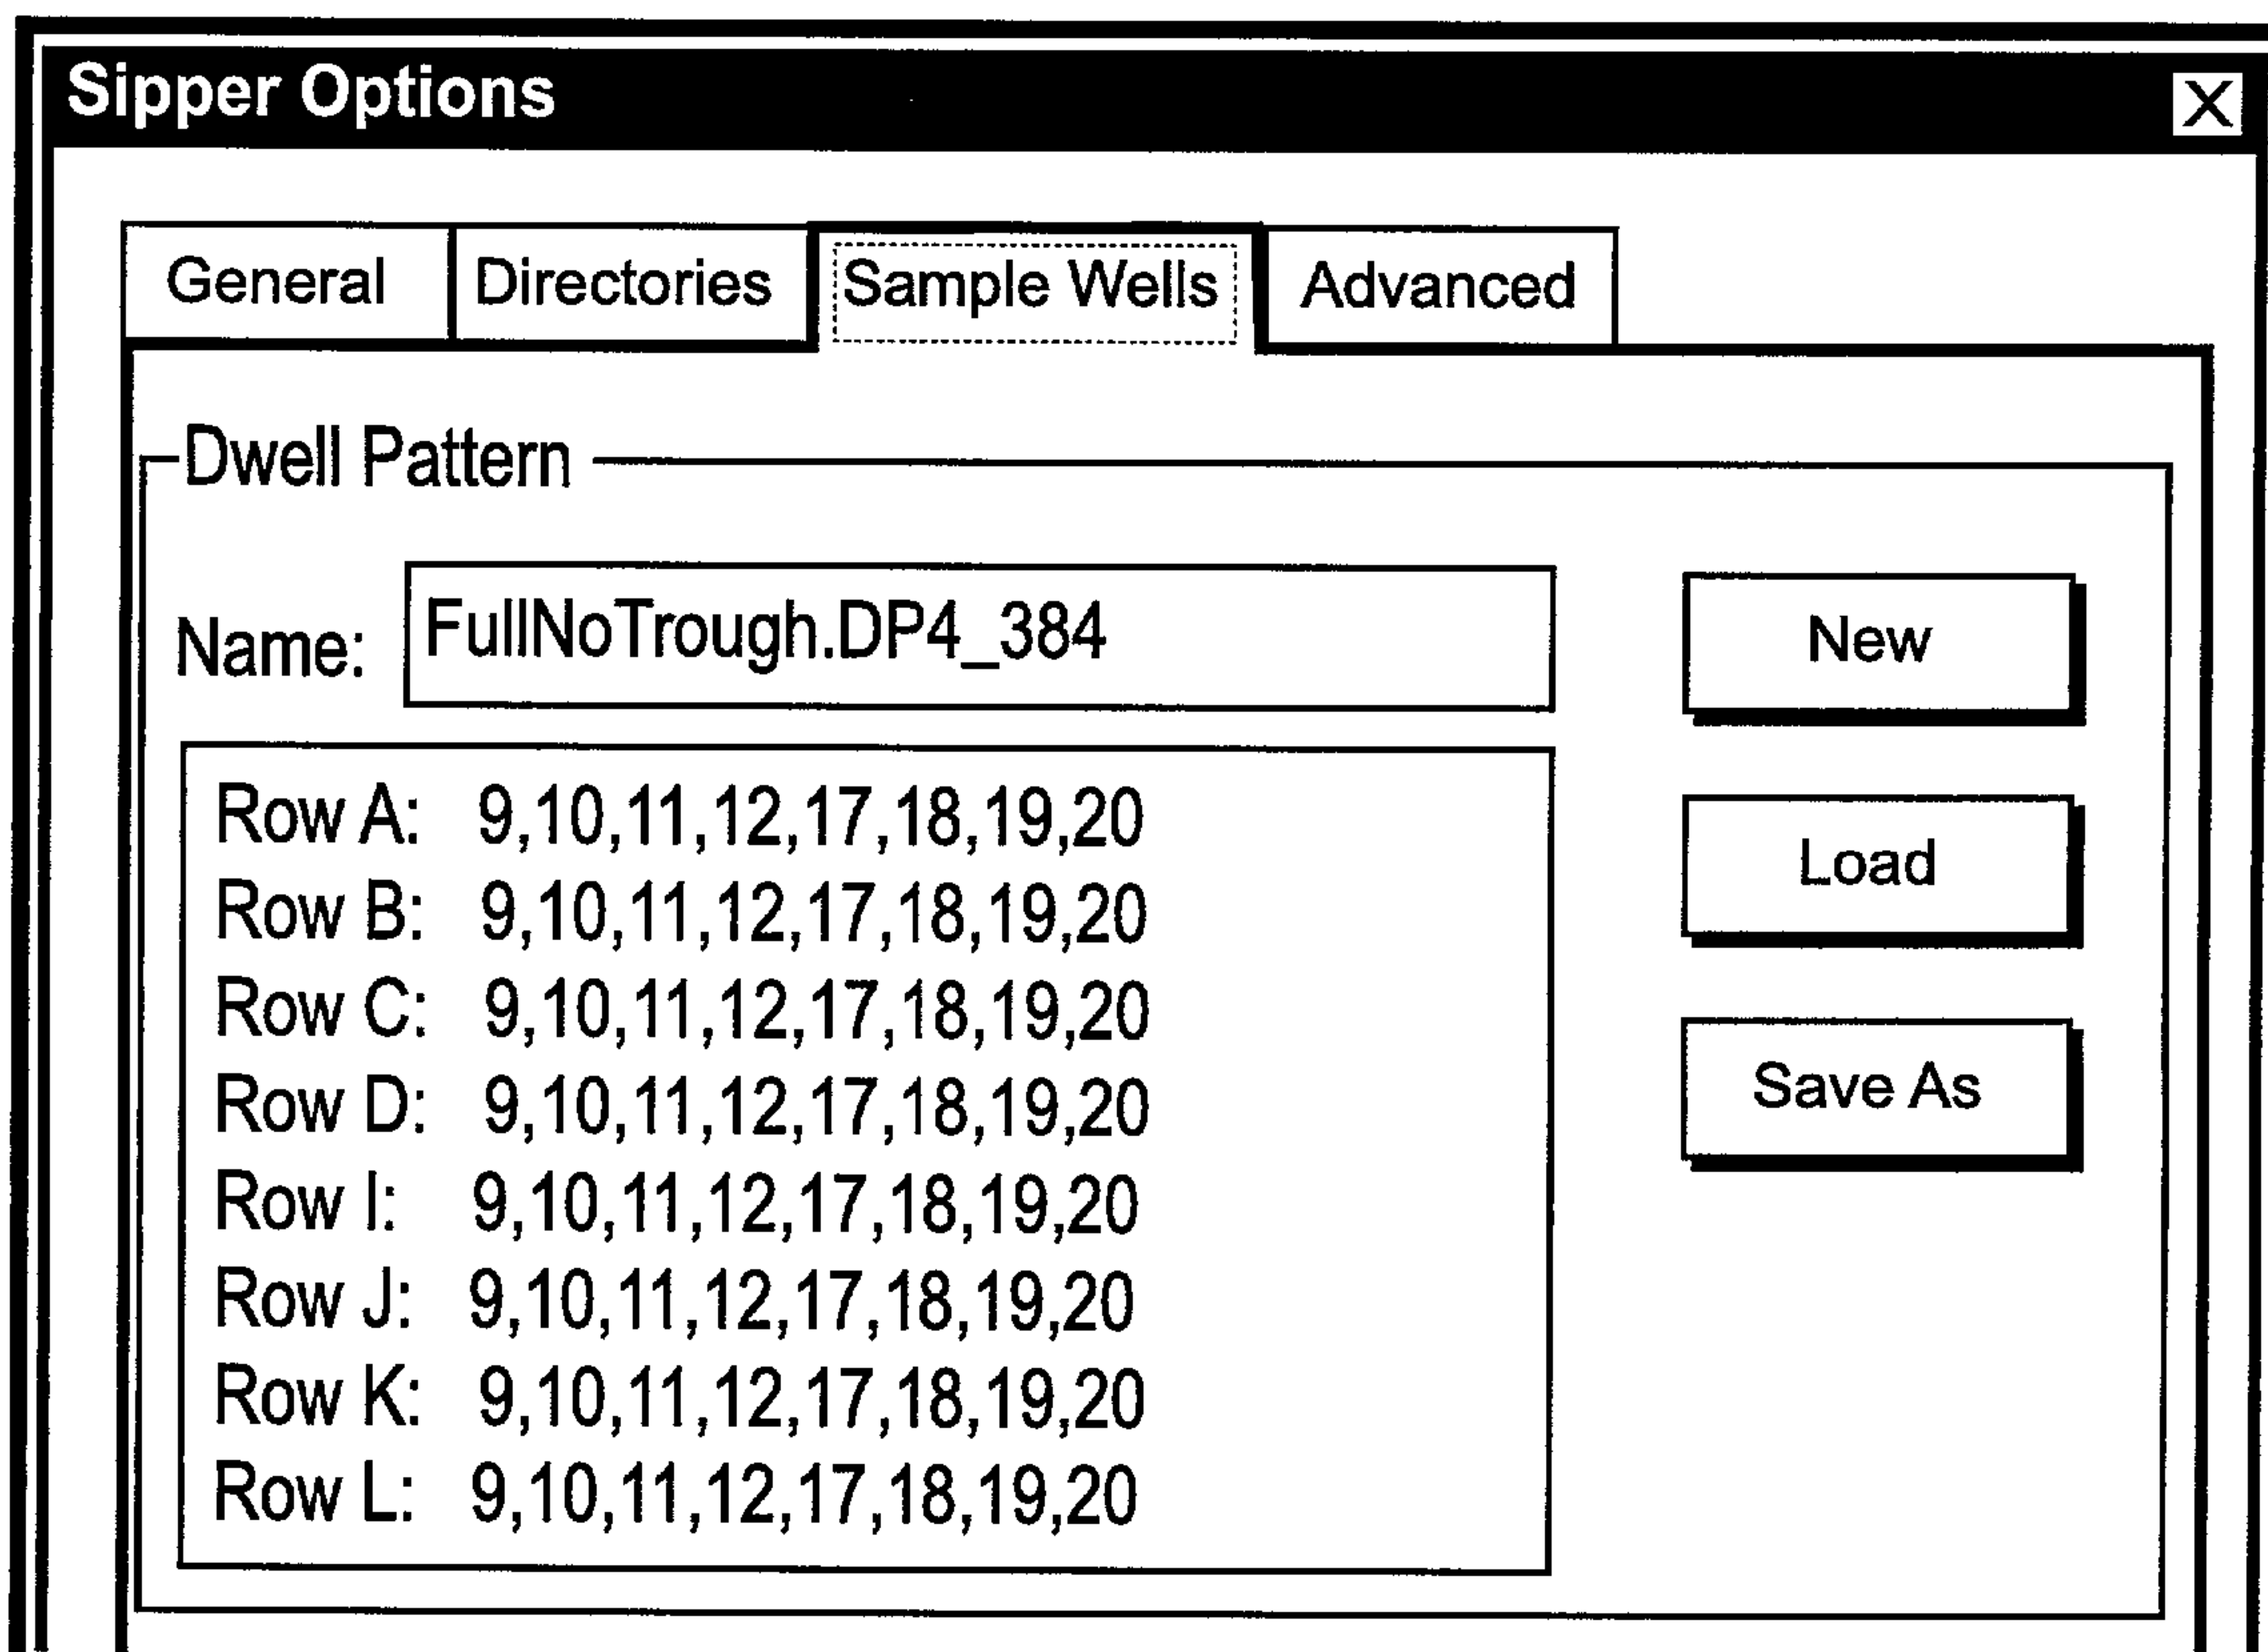 Sipper Options X
General Directories Sample Wells Advanced
Dwell Pattern
Name: FullNoTrough.DP4_384
New
Load
Save As
Row A: 9,10,11,12,17,18,19,20
Row B: 9,10,11,12,17,18,19,20
Row C: 9,10,11,12,17,18,19,20
Row D: 9,10,11,12,17,18,19,20
Row I: 9,10,11,12,17,18,19,20
Row J: 9,10,11,12,17,18,19,20
Row K: 9,10,11,12,17,18,19,20
Row L: 9,10,11,12,17,18,19,20